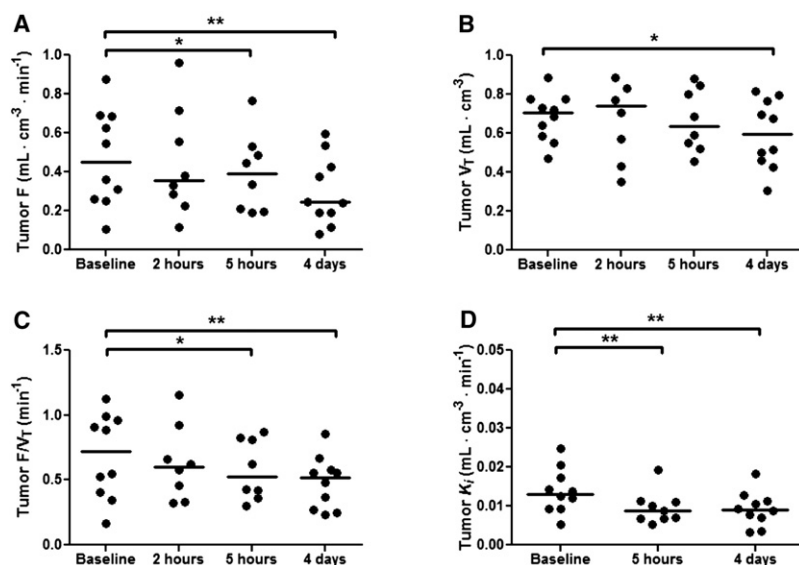 A
**
*
1.0
0.8
0.6
0.4
0.2
0.0
Tumor F (mL · cm⁻³ · min⁻¹)
Baseline 2 hours 5 hours 4 days
B
*
1.0
0.8
0.6
0.4
0.2
0.0
Tumor V_T (mL · cm⁻³)
Baseline 2 hours 5 hours 4 days
C
**
*
1.5
1.0
0.5
0.0
Tumor F/V_T (min⁻¹)
Baseline 2 hours 5 hours 4 days
D
**
**
0.05
0.04
0.03
0.02
0.01
0.00
Tumor K_i (mL · cm⁻³ · min⁻¹)
Baseline 5 hours 4 days